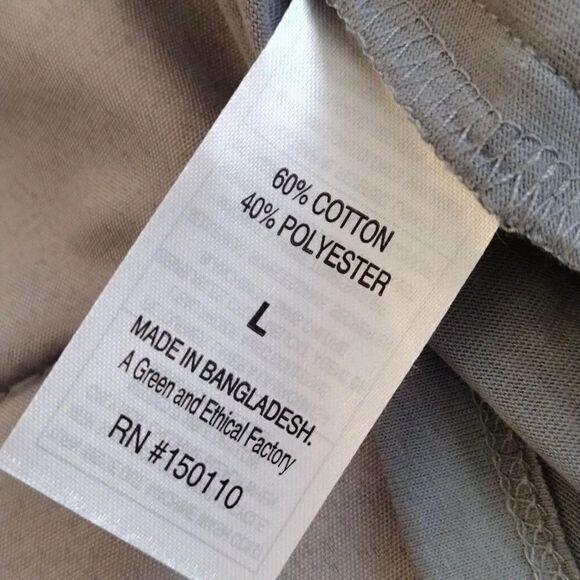 60% COTTON
40% POLYESTER
L
MADE IN BANGLADESH.
A Green and Ethical Factory
RN #150110